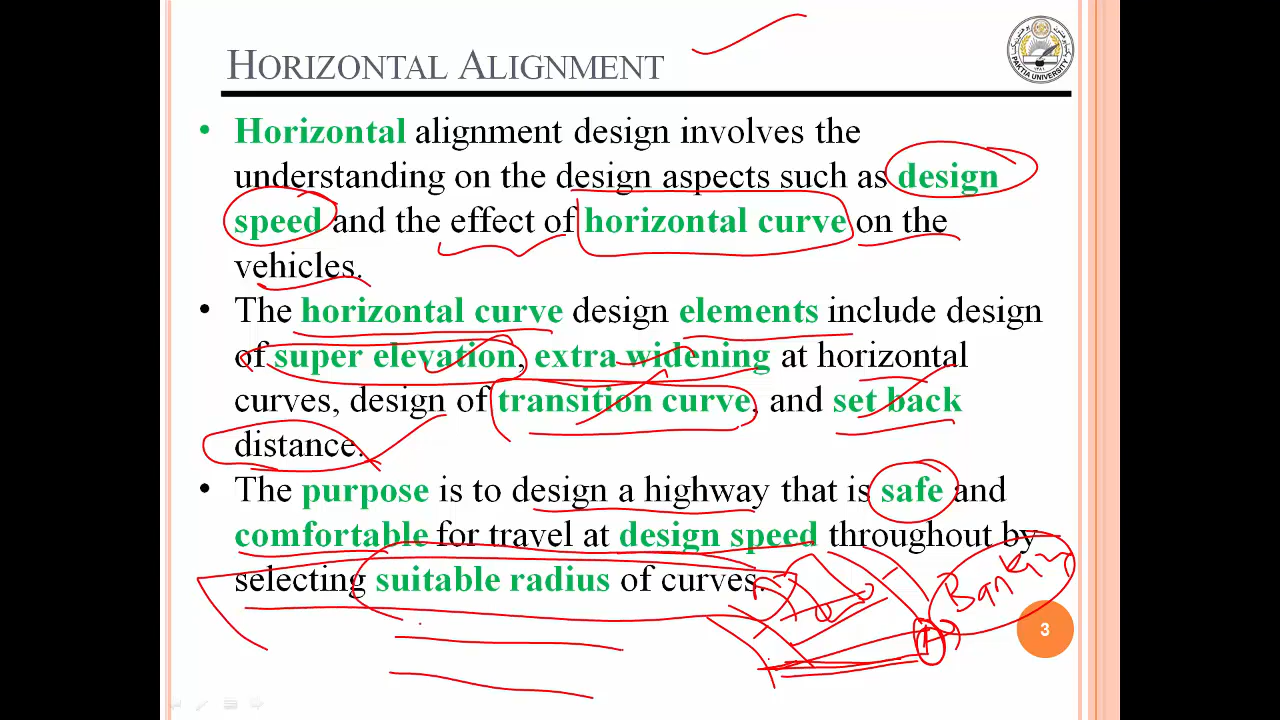 HORIZONTAL ALIGNMENT
PAKTIA UNIVERSITY
• Horizontal alignment design involves the
understanding on the design aspects such as design
speed and the effect of horizontal curve on the
vehicles.
• The horizontal curve design elements include design
of super elevation, extra widening at horizontal
curves, design of transition curve, and set back
distance.
• The purpose is to design a highway that is safe and
comfortable for travel at design speed throughout by
selecting suitable radius of curves.
Banking
3